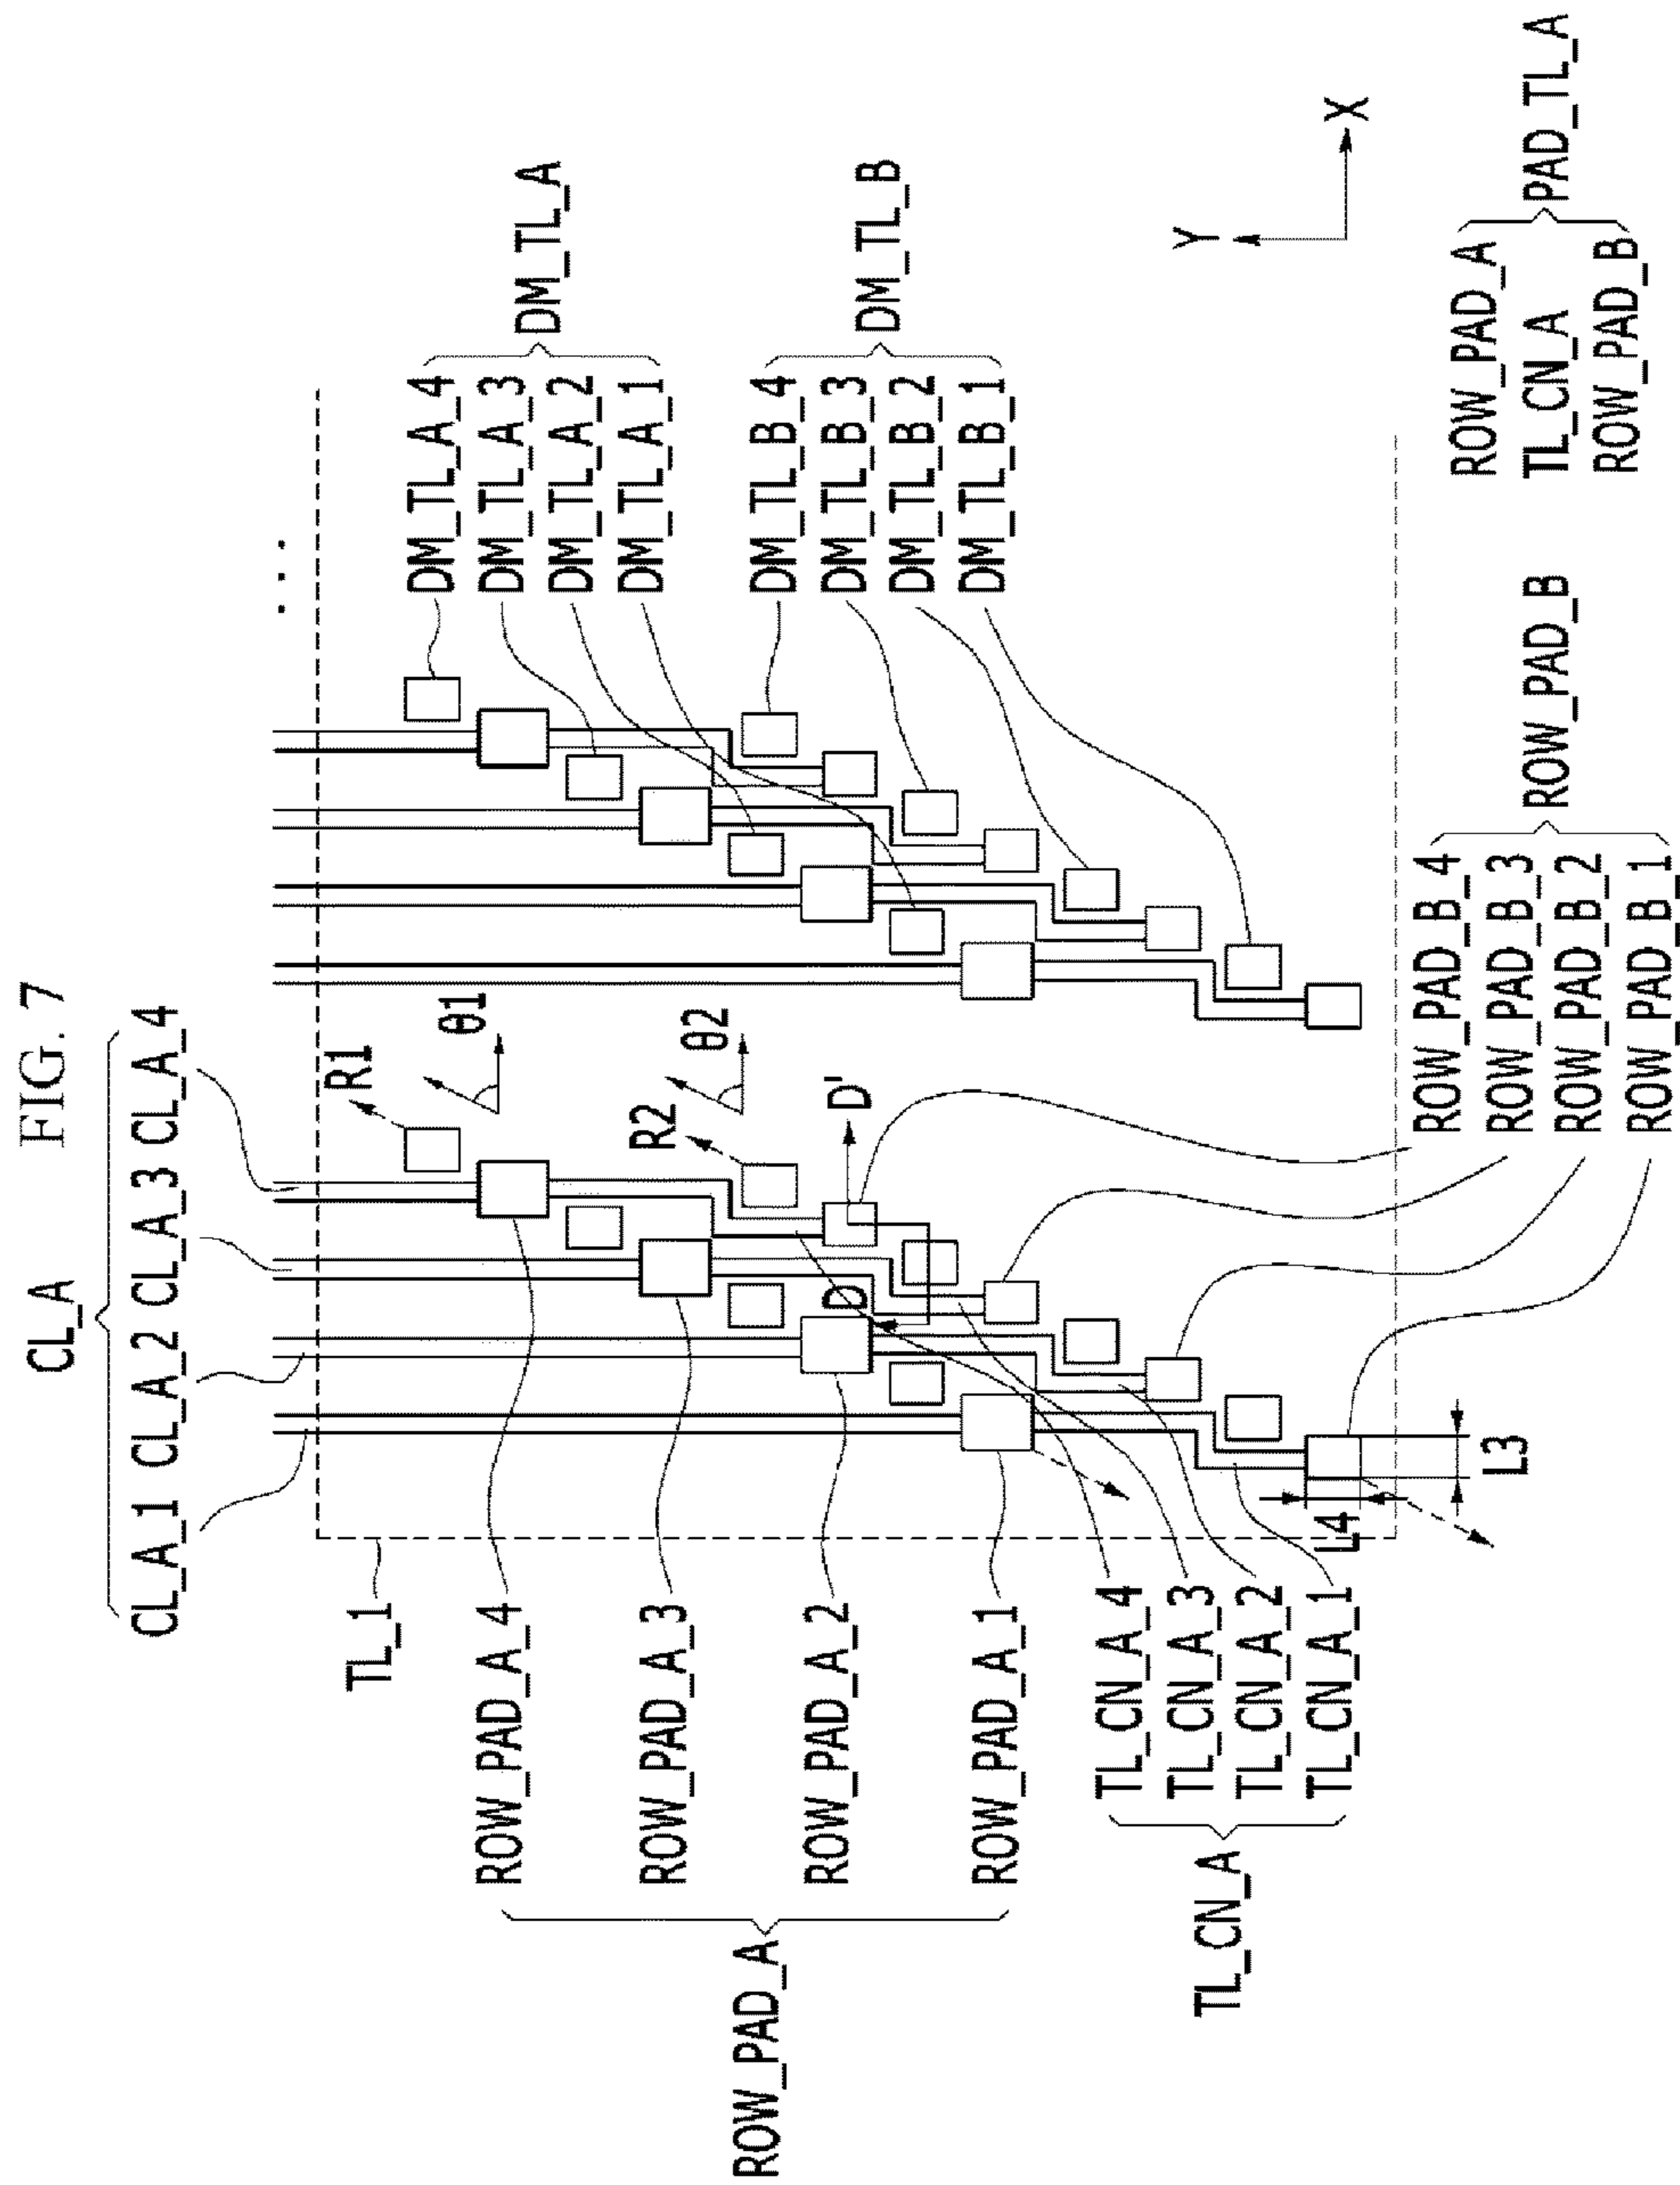 FIG. 7
CL_A
CL_A_1 CL_A_2 CL_A_3 CL_A_4
TL_1
R1
θ1
R2
θ2
D
D'
ROW_PAD_A
ROW_PAD_A_4
ROW_PAD_A_3
ROW_PAD_A_2
ROW_PAD_A_1
TL_CN_A
TL_CN_A_4
TL_CN_A_3
TL_CN_A_2
TL_CN_A_1
L4
L3
...
DM_TL_A_4
DM_TL_A_3
DM_TL_A_2
DM_TL_A_1
DM_TL_A
DM_TL_B_4
DM_TL_B_3
DM_TL_B_2
DM_TL_B_1
DM_TL_B
Y
X
ROW_PAD_B_4
ROW_PAD_B_3
ROW_PAD_B_2
ROW_PAD_B_1
ROW_PAD_B
ROW_PAD_A
TL_CN_A
ROW_PAD_B
PAD_TL_A